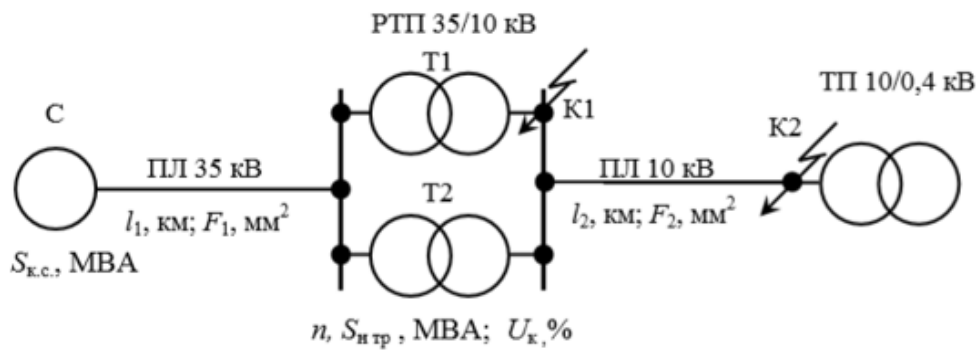 РТП 35/10 кВ
Т1
ТП 10/0,4 кВ
С
К1
К2
ПЛ 35 кВ
ПЛ 10 кВ
l₁, км; F₁, мм²
Т2
l₂, км; F₂, мм²
Sк.с., МВА
n, Sн тр , МВА; Uк,%